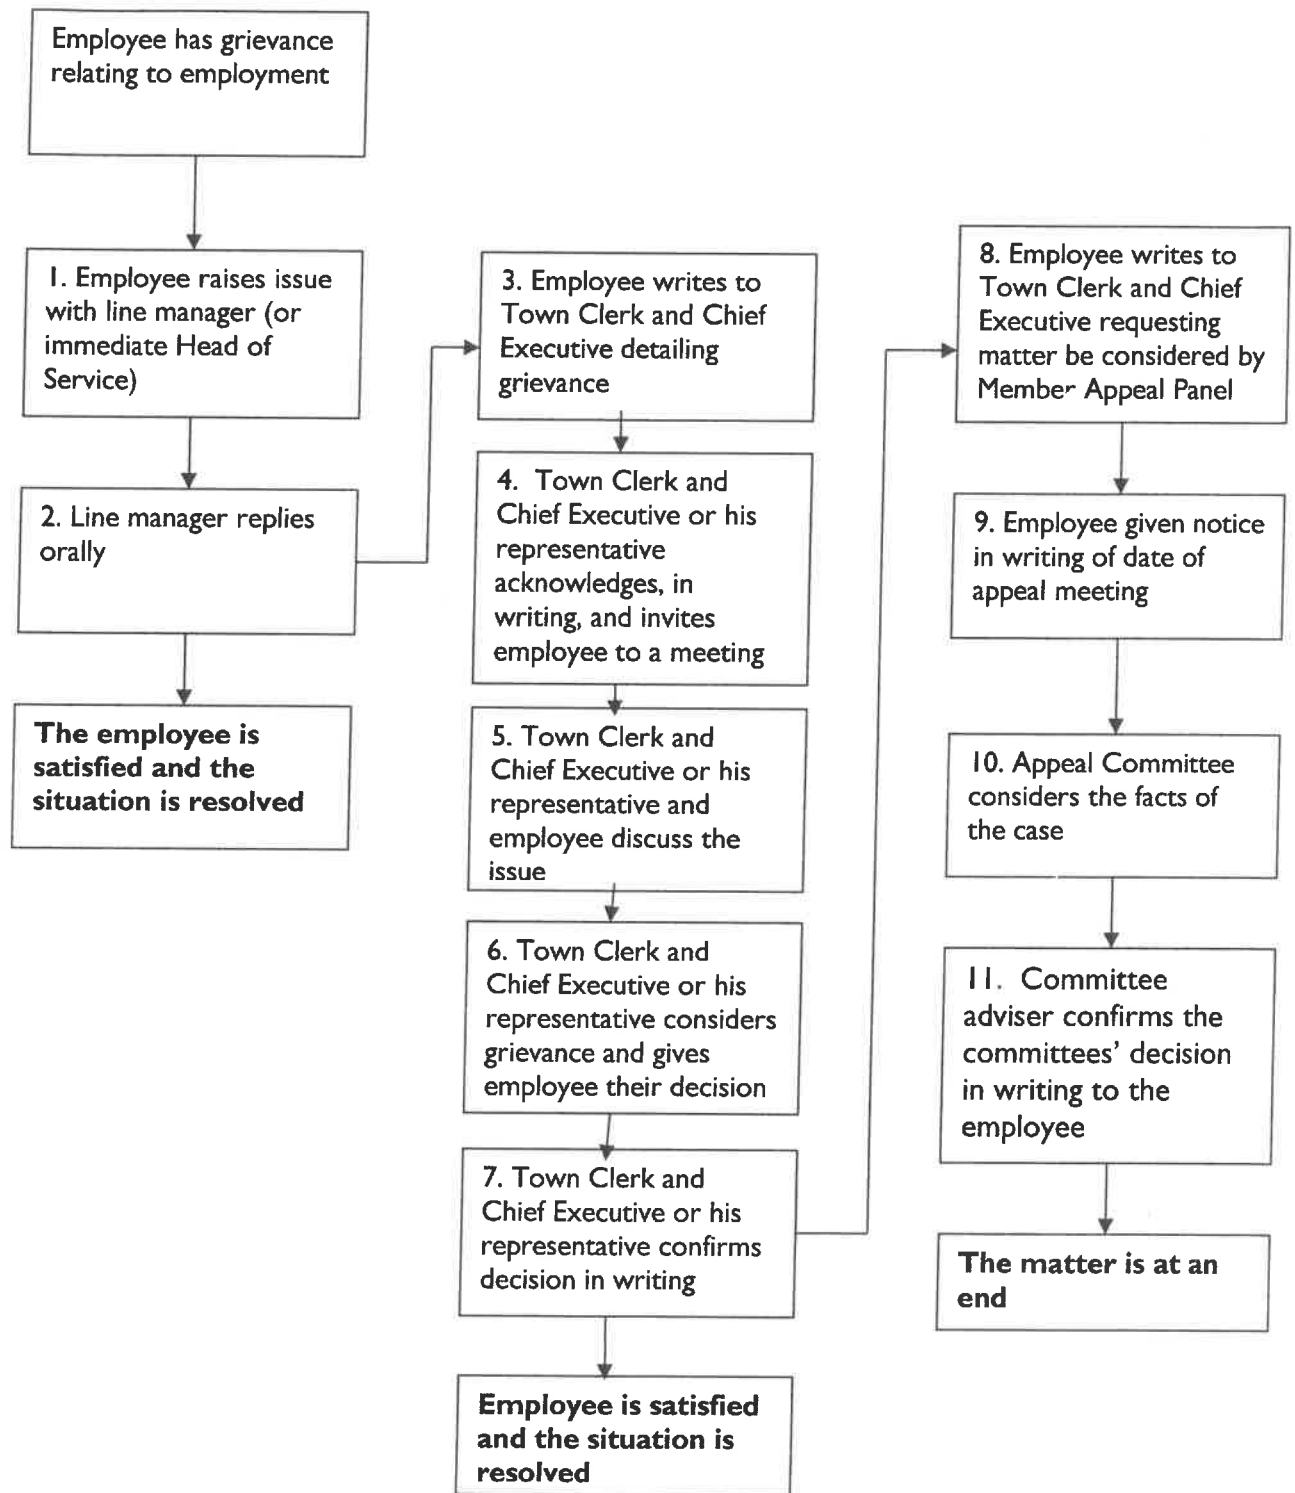 Employee has grievance
relating to employment
1. Employee raises issue
with line manager (or
immediate Head of
Service)
2. Line manager replies
orally
The employee is
satisfied and the
situation is resolved
3. Employee writes to
Town Clerk and Chief
Executive detailing
grievance
4. Town Clerk and
Chief Executive or his
representative
acknowledges, in
writing, and invites
employee to a meeting
5. Town Clerk and
Chief Executive or his
representative and
employee discuss the
issue
6. Town Clerk and
Chief Executive or his
representative considers
grievance and gives
employee their decision
7. Town Clerk and
Chief Executive or his
representative confirms
decision in writing
Employee is satisfied
and the situation is
resolved
8. Employee writes to
Town Clerk and Chief
Executive requesting
matter be considered by
Member Appeal Panel
9. Employee given notice
in writing of date of
appeal meeting
10. Appeal Committee
considers the facts of
the case
11. Committee
adviser confirms the
committees' decision
in writing to the
employee
The matter is at an
end